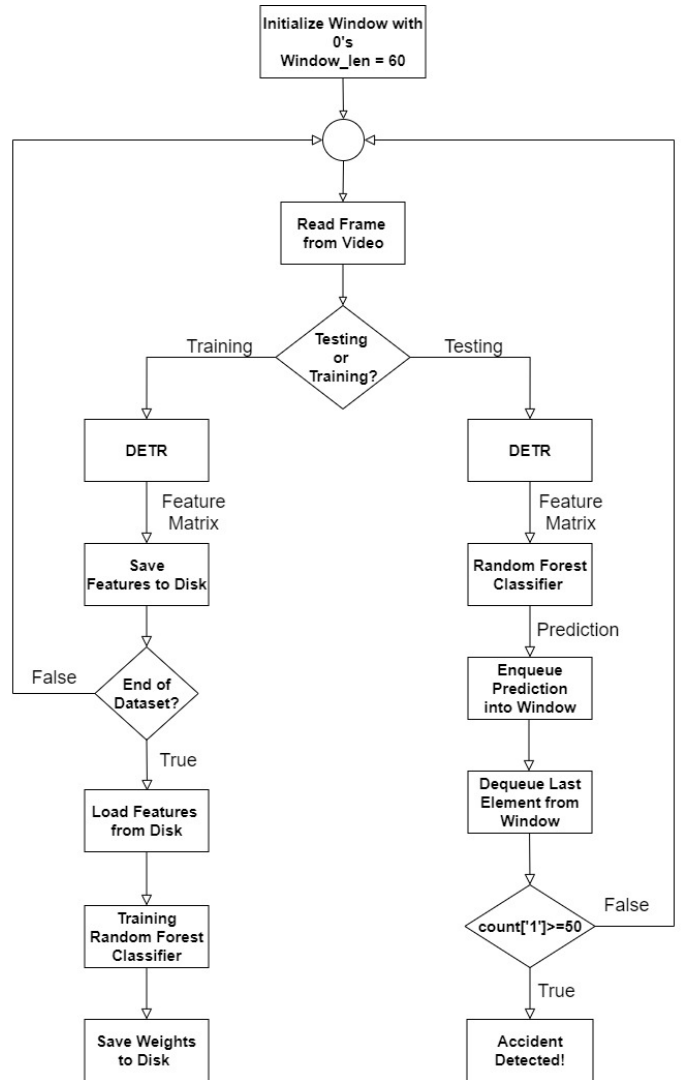 Initialize Window with
0's
Window_len = 60
Read Frame
from Video
Testing
or
Training?
Training
Testing
DETR
DETR
Feature
Matrix
Feature
Matrix
Save
Features to Disk
Random Forest
Classifier
Prediction
End of
Dataset?
False
Enqueue
Prediction
into Window
True
Load Features
from Disk
Dequeue Last
Element from
Window
Training
Random Forest
Classifier
count['1']>=50
False
True
Save Weights
to Disk
Accident
Detected!